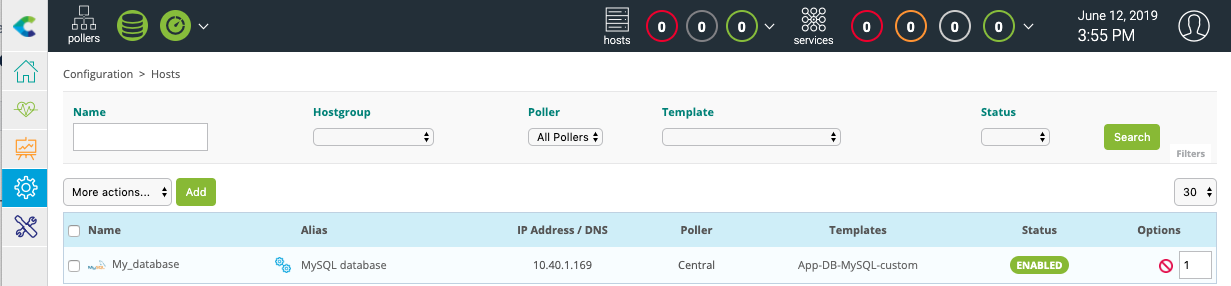 pollers
hosts
0
0
0
services
0
0
0
0
June 12, 2019
3:55 PM
Configuration > Hosts
Name
Hostgroup
Poller
Template
Status
All Pollers
Search
Filters
More actions...
Add
30
Name
Alias
IP Address / DNS
Poller
Templates
Status
Options
MySQL
My_database
MySQL database
10.40.1.169
Central
App-DB-MySQL-custom
ENABLED
1